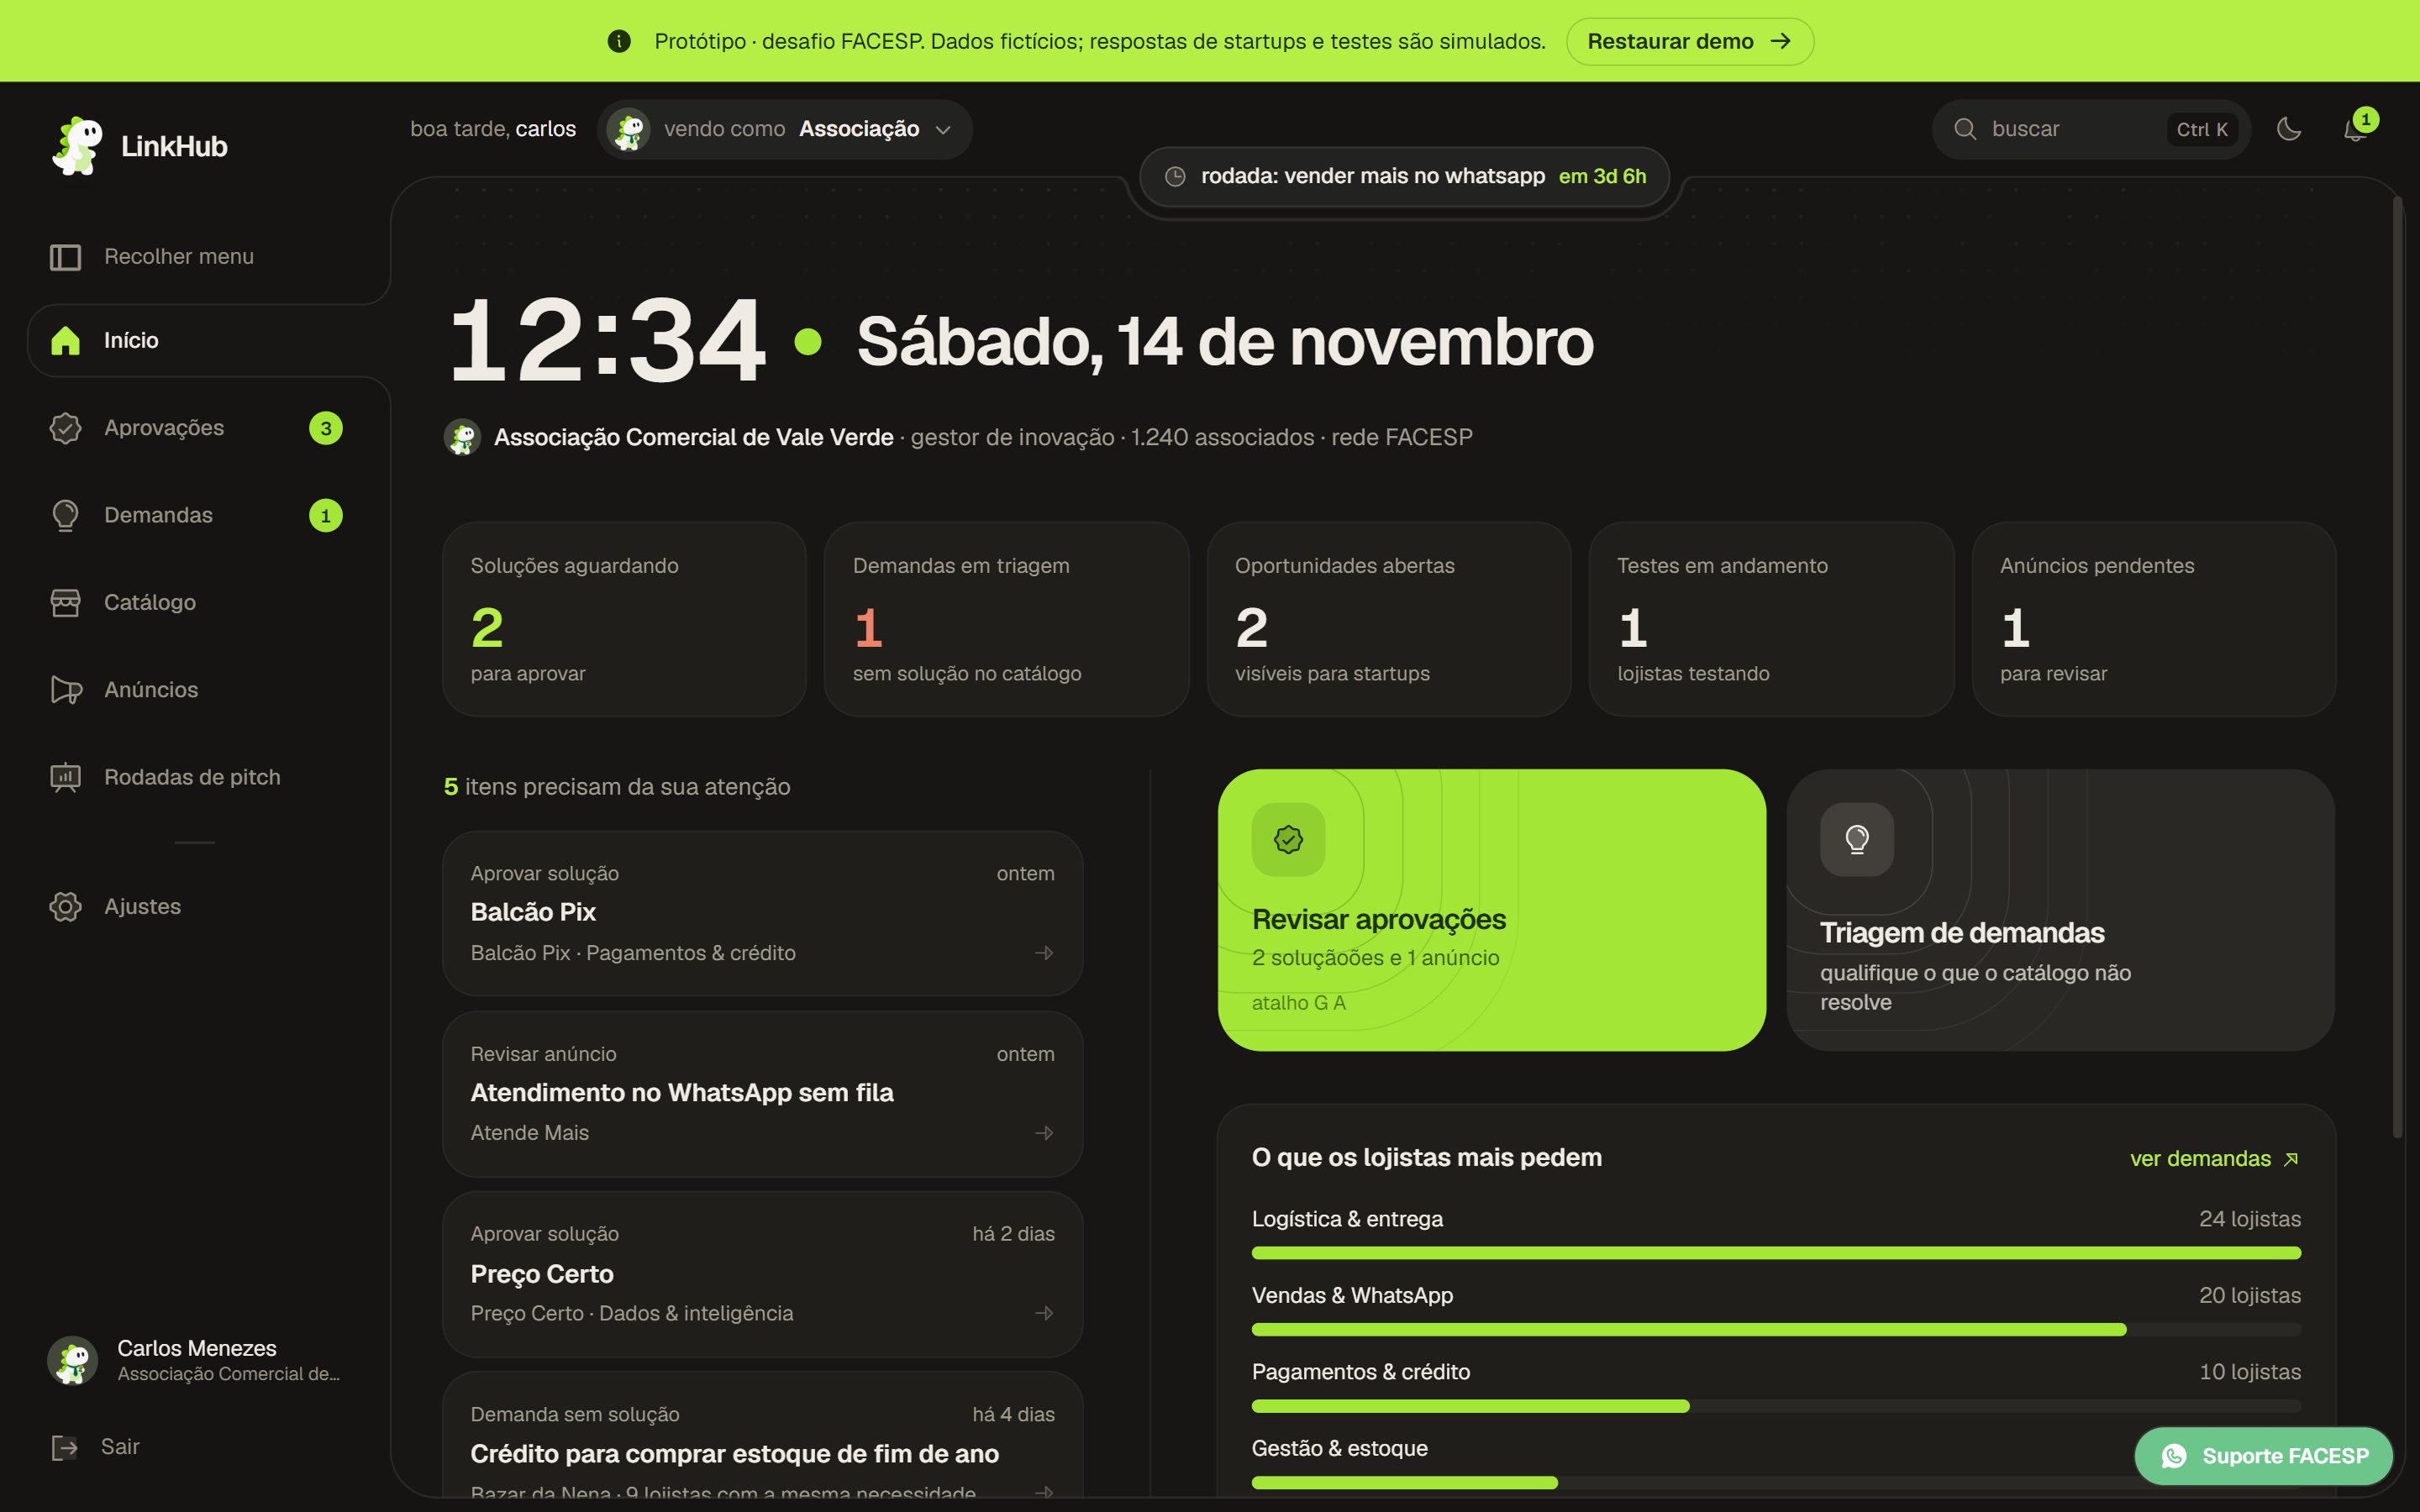 Protótipo · desafio FACESP. Dados fictícios; respostas de startups e testes são simulados.
Restaurar demo
LinkHub
boa tarde, carlos
vendo como Associação
rodada: vender mais no whatsapp em 3d 6h
buscar
Ctrl K
1
Recolher menu
Início
Aprovações
3
Demandas
1
Catálogo
Anúncios
Rodadas de pitch
Ajustes
Carlos Menezes
Associação Comercial de...
Sair
12:34
Sábado, 14 de novembro
Associação Comercial de Vale Verde · gestor de inovação · 1.240 associados · rede FACESP
Soluções aguardando
2
para aprovar
Demandas em triagem
1
sem solução no catálogo
Oportunidades abertas
2
visíveis para startups
Testes em andamento
1
lojistas testando
Anúncios pendentes
1
para revisar
5 itens precisam da sua atenção
Aprovar solução
ontem
Balcão Pix
Balcão Pix · Pagamentos & crédito
Revisar anúncio
ontem
Atendimento no WhatsApp sem fila
Atende Mais
Aprovar solução
há 2 dias
Preço Certo
Preço Certo · Dados & inteligência
Demanda sem solução
há 4 dias
Crédito para comprar estoque de fim de ano
Bazar da Nena · 9 lojistas com a mesma necessidade
Revisar aprovações
2 soluçãoões e 1 anúncio
atalho G A
Triagem de demandas
qualifique o que o catálogo não
resolve
O que os lojistas mais pedem
ver demandas
Logística & entrega
24 lojistas
Vendas & WhatsApp
20 lojistas
Pagamentos & crédito
10 lojistas
Gestão & estoque
Suporte FACESP